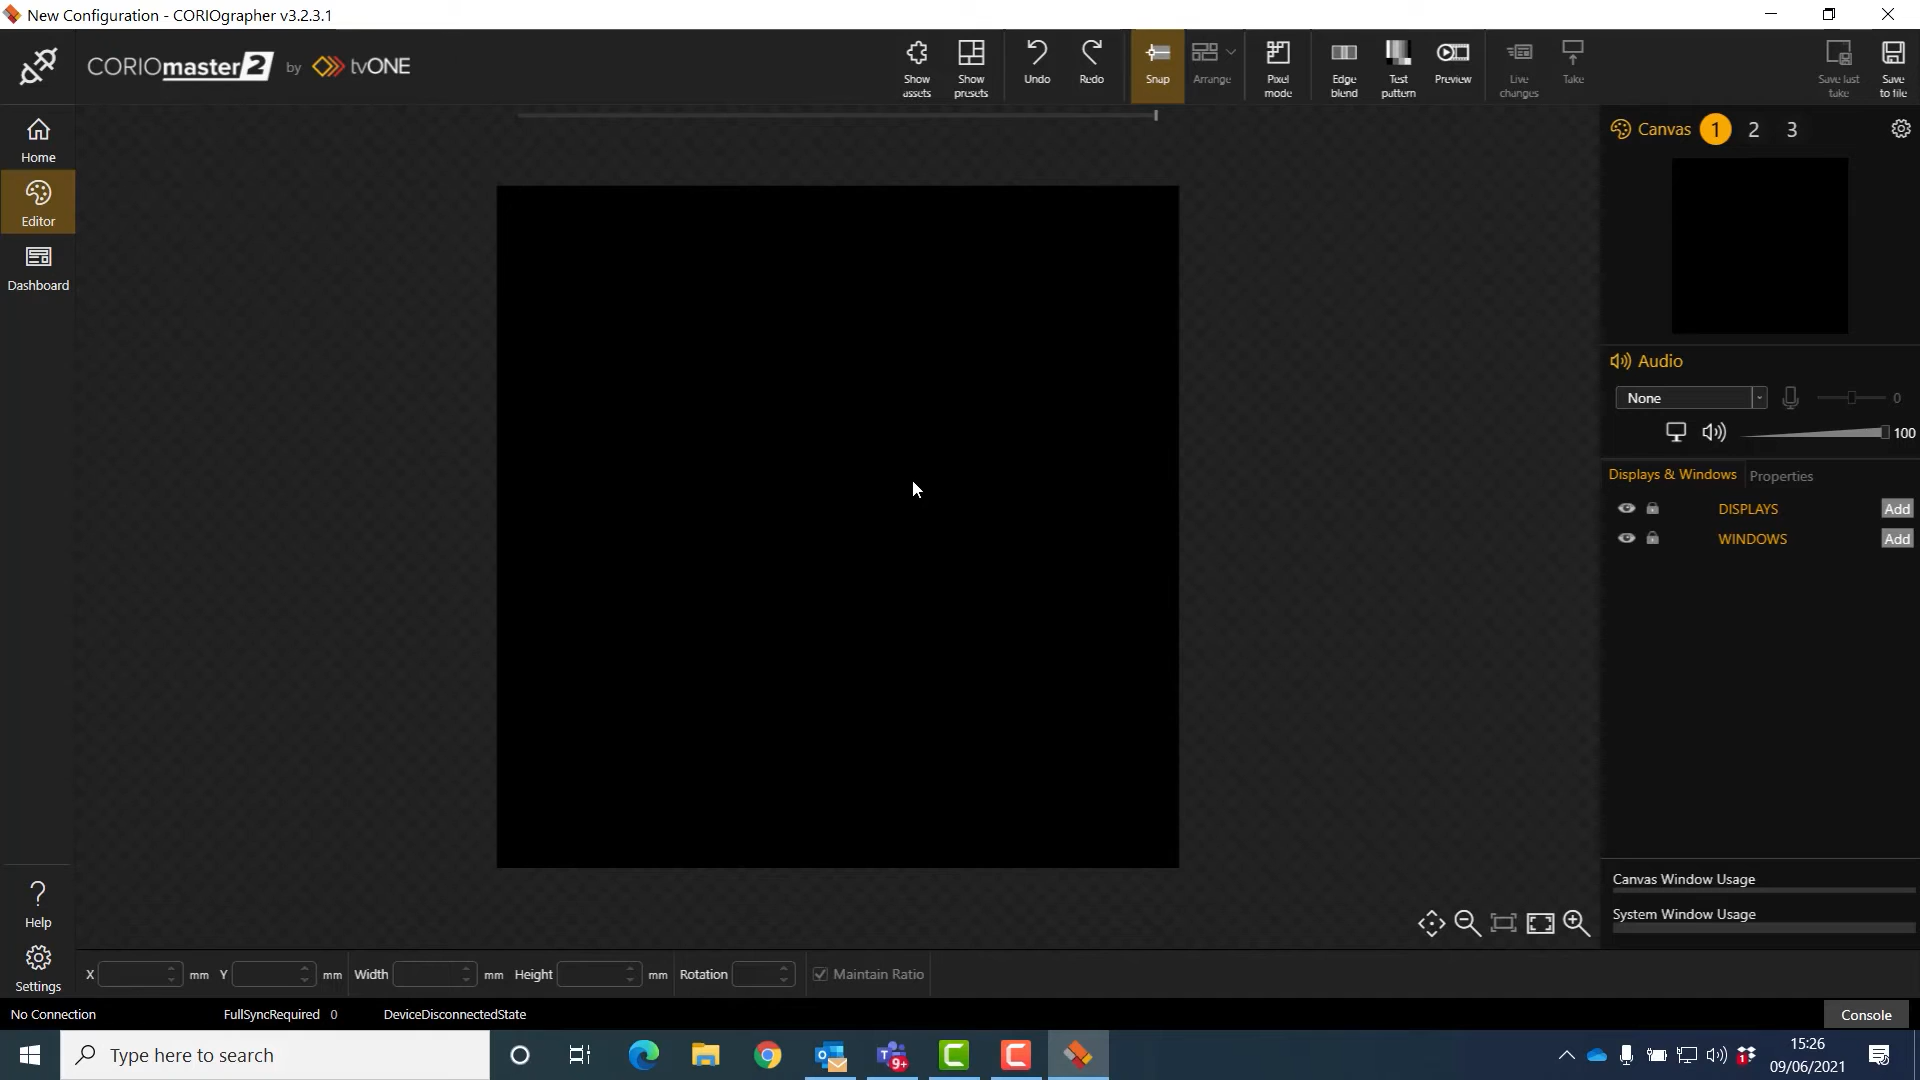 New Configuration - CORIOgrapher v3.2.3.1
CORIOmaster2 by tvONE
Show assets
Show presets
Undo
Redo
Snap
Arrange
Pixel mode
Edge blend
Test pattern
Preview
Live changes
Take
Save last take
Save to file
Home
Editor
Dashboard
Canvas 1 2 3
Audio
None
0
100
Displays & Windows Properties
DISPLAYS Add
WINDOWS Add
Canvas Window Usage
System Window Usage
Help
Settings
X mm Y mm Width mm Height mm Rotation Maintain Ratio
No Connection FullSyncRequired 0 DeviceDisconnectedState Console
Type here to search
9+
1
15:26
09/06/2021